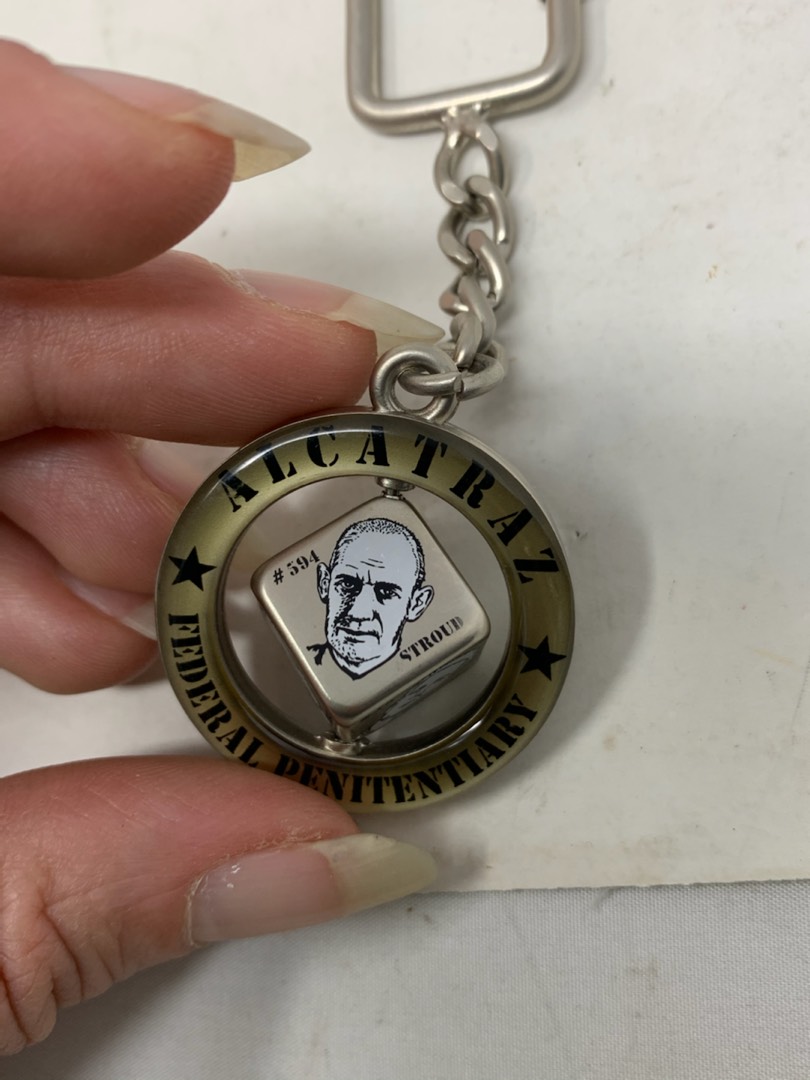 ALCATRAZ
# 594
STROUD
FEDERAL PENITENTIARY